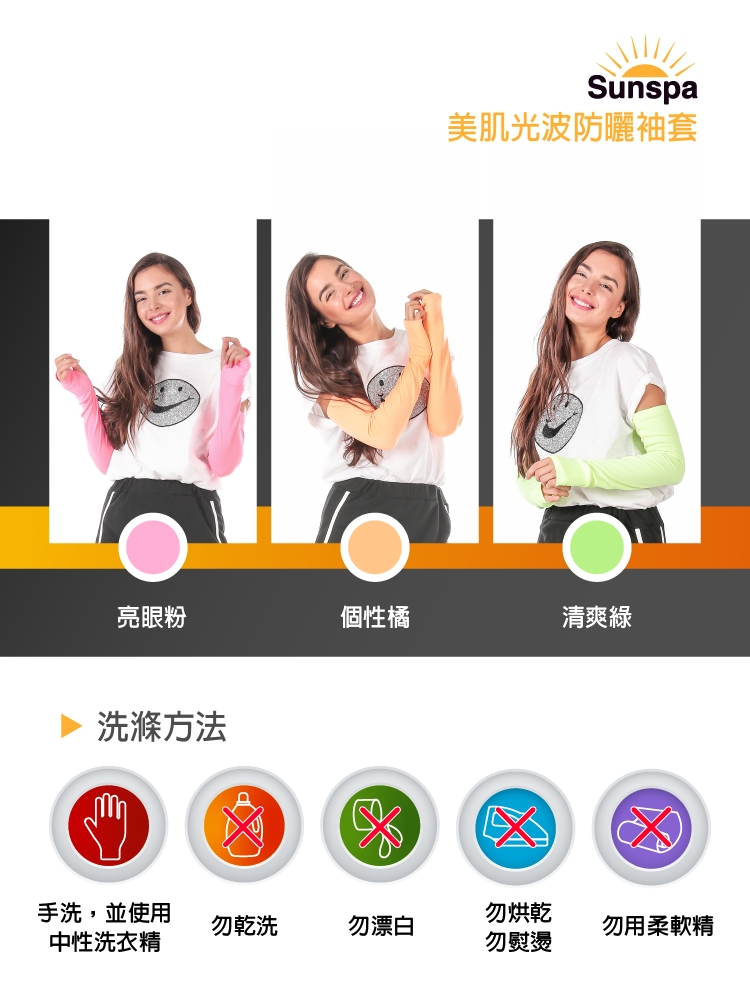 Sunspa
美肌光波防曬袖套
亮眼粉
個性橘
清爽綠
洗滌方法
手洗，並使用
中性洗衣精
勿乾洗
勿漂白
勿烘乾
勿熨燙
勿用柔軟精